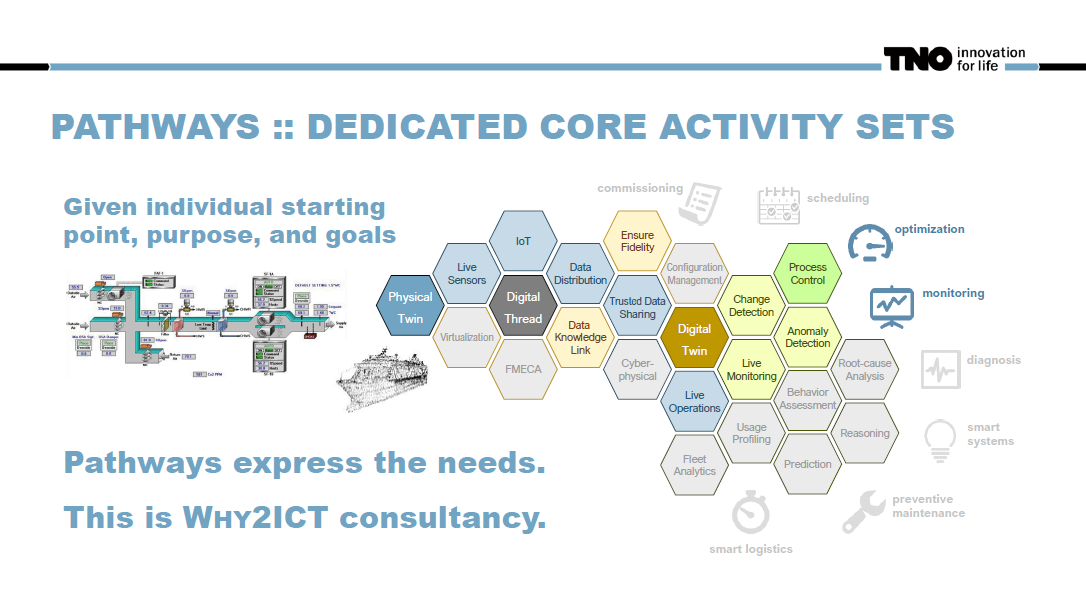 TNO innovation
for life
PATHWAYS :: DEDICATED CORE ACTIVITY SETS
Given individual starting
point, purpose, and goals
commissioning
scheduling
optimization
monitoring
diagnosis
smart
systems
preventive
maintenance
smart logistics
Physical
Twin
Live
Sensors
Virtualization
IoT
Digital
Thread
FMECA
Data
Distribution
Data
Knowledge
Link
Ensure
Fidelity
Trusted Data
Sharing
Cyber-
physical
Configuration
Management
Digital
Twin
Live
Operations
Fleet
Analytics
Change
Detection
Live
Monitoring
Usage
Profiling
Process
Control
Anomaly
Detection
Behavior
Assessment
Prediction
Root-cause
Analysis
Reasoning
Pathways express the needs.
This is WHY2ICT consultancy.